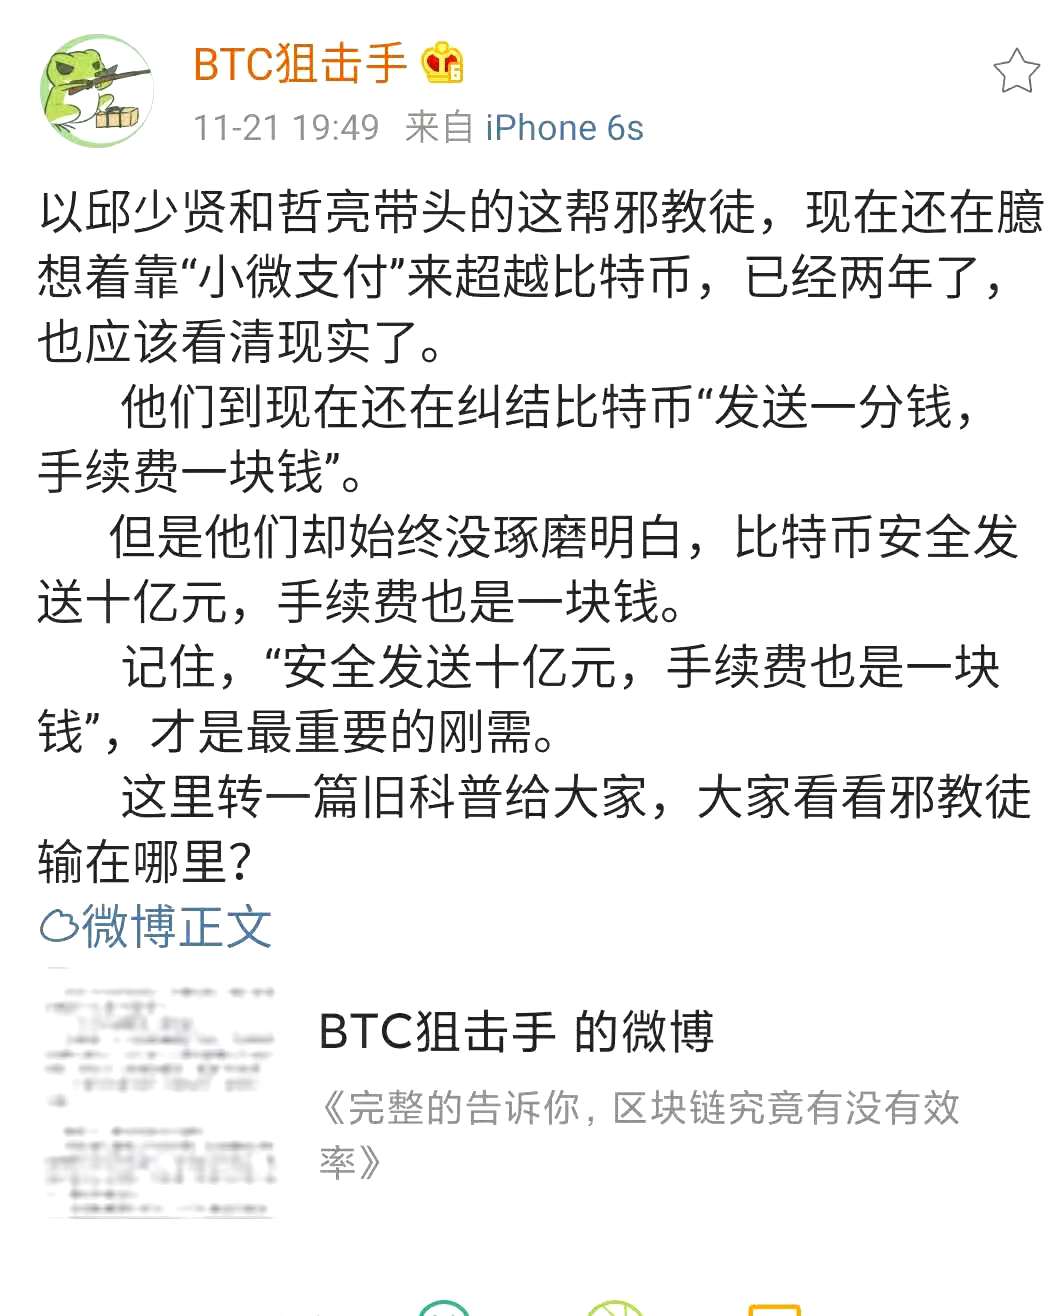 BTC狙击手
11-21 19:49 来自 iPhone 6s
以邱少贤和哲亮带头的这帮邪教徒，现在还在臆
想着靠“小微支付”来超越比特币，已经两年了，
也应该看清现实了。
他们到现在还在纠结比特币“发送一分钱，
手续费一块钱”。
但是他们却始终没琢磨明白，比特币安全发
送十亿元，手续费也是一块钱。
记住，“安全发送十亿元，手续费也是一块
钱”，才是最重要的刚需。
这里转一篇旧科普给大家，大家看看邪教徒
输在哪里？
微博正文
BTC狙击手 的微博
《完整的告诉你，区块链究竟有没有效
率》